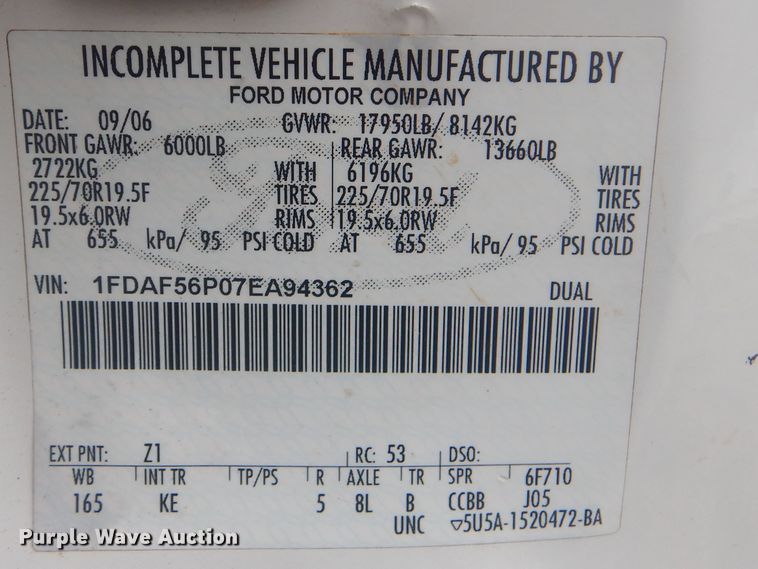 INCOMPLETE VEHICLE MANUFACTURED BY
FORD MOTOR COMPANY
DATE: 09/06 GVWR: 17950LB/ 8142KG
FRONT GAWR: 6000LB REAR GAWR: 13660LB
2722KG WITH 6196KG WITH
225/70R19.5F TIRES 225/70R19.5F TIRES
19.5x6.0RW RIMS 19.5x6.0RW RIMS
AT 655 kPa/ 95 PSI COLD AT 655 kPa/ 95 PSI COLD
VIN: 1FDAF56P07EA94362 DUAL
EXT PNT: Z1 RC: 53 DSO:
WB INT TR TP/PS R AXLE TR SPR 6F710
165 KE 5 8L B CCBB J05
UNC ▽5U5A-1520472-BA
Purple Wave Auction